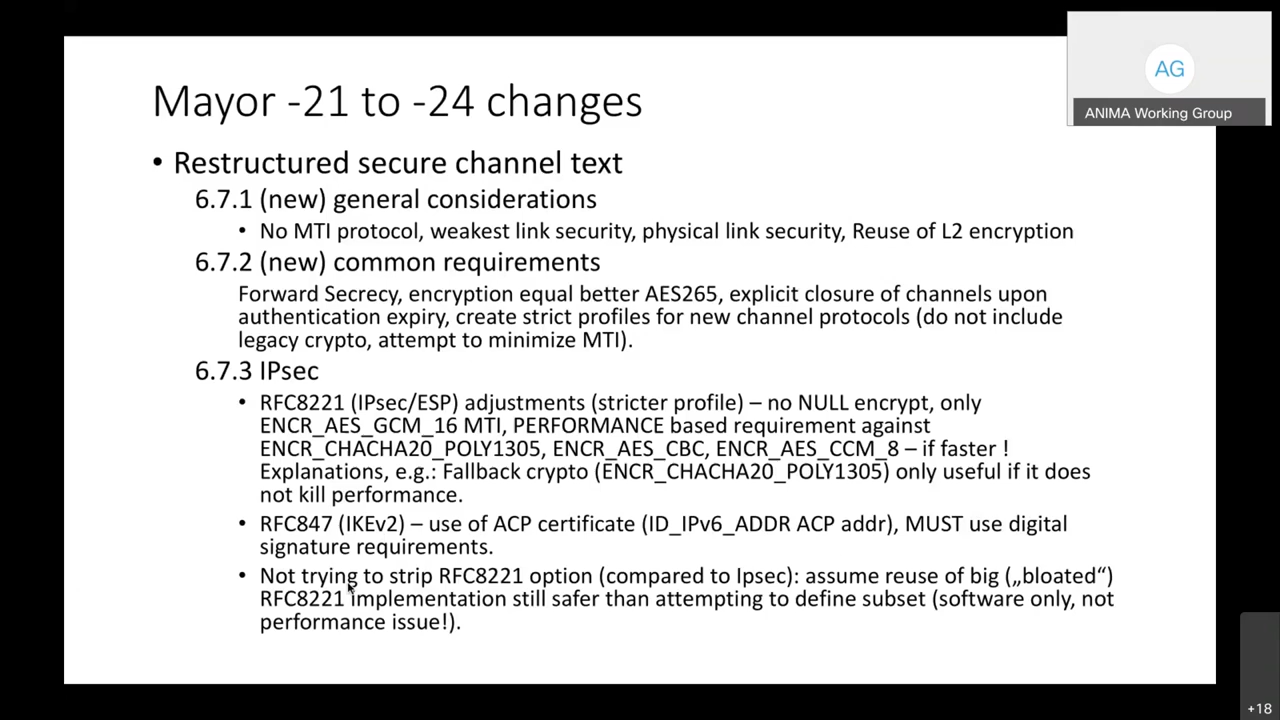 Mayor -21 to -24 changes
• Restructured secure channel text
6.7.1 (new) general considerations
• No MTI protocol, weakest link security, physical link security, Reuse of L2 encryption
6.7.2 (new) common requirements
Forward Secrecy, encryption equal better AES265, explicit closure of channels upon
authentication expiry, create strict profiles for new channel protocols (do not include
legacy crypto, attempt to minimize MTI).
6.7.3 IPsec
• RFC8221 (IPsec/ESP) adjustments (stricter profile) – no NULL encrypt, only
ENCR_AES_GCM_16 MTI, PERFORMANCE based requirement against
ENCR_CHACHA20_POLY1305, ENCR_AES_CBC, ENCR_AES_CCM_8 – if faster !
Explanations, e.g.: Fallback crypto (ENCR_CHACHA20_POLY1305) only useful if it does
not kill performance.
• RFC847 (IKEv2) – use of ACP certificate (ID_IPv6_ADDR ACP addr), MUST use digital
signature requirements.
• Not trying to strip RFC8221 option (compared to Ipsec): assume reuse of big („bloated“)
RFC8221 implementation still safer than attempting to define subset (software only, not
performance issue!).
AG
ANIMA Working Group
+18